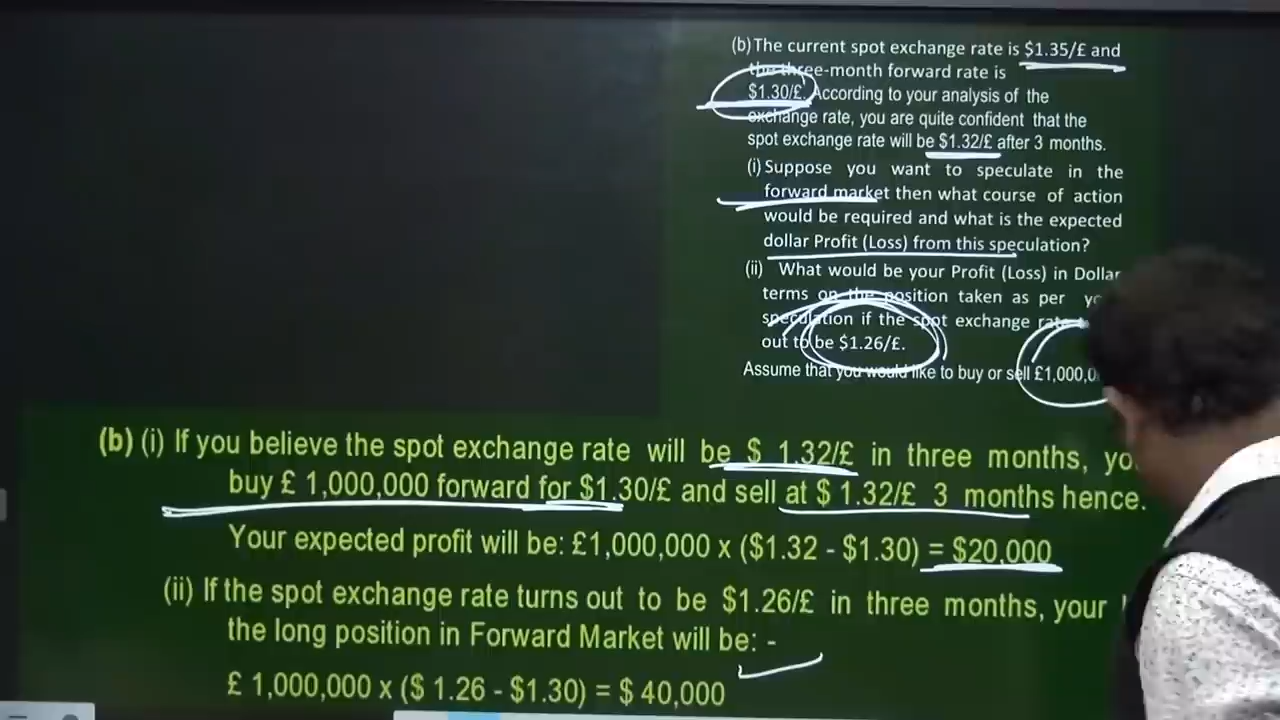 (b) The current spot exchange rate is $1.35/£ and
the three-month forward rate is
$1.30/£. According to your analysis of the
exchange rate, you are quite confident that the
spot exchange rate will be $1.32/£ after 3 months.
(i) Suppose you want to speculate in the
forward market then what course of action
would be required and what is the expected
dollar Profit (Loss) from this speculation?
(ii) What would be your Profit (Loss) in Dollar
terms on the position taken as per
speculation if the spot exchange rate
out to be $1.26/£.
Assume that you would like to buy or sell £1,000,0
(b) (i) If you believe the spot exchange rate will be $ 1.32/£ in three months,
buy £ 1,000,000 forward for $1.30/£ and sell at $ 1.32/£ 3 months hence.
Your expected profit will be: £1,000,000 x ($1.32 - $1.30) = $20,000
(ii) If the spot exchange rate turns out to be $1.26/£ in three months, your
the long position in Forward Market will be: -
£ 1,000,000 x ($ 1.26 - $1.30) = $ 40,000